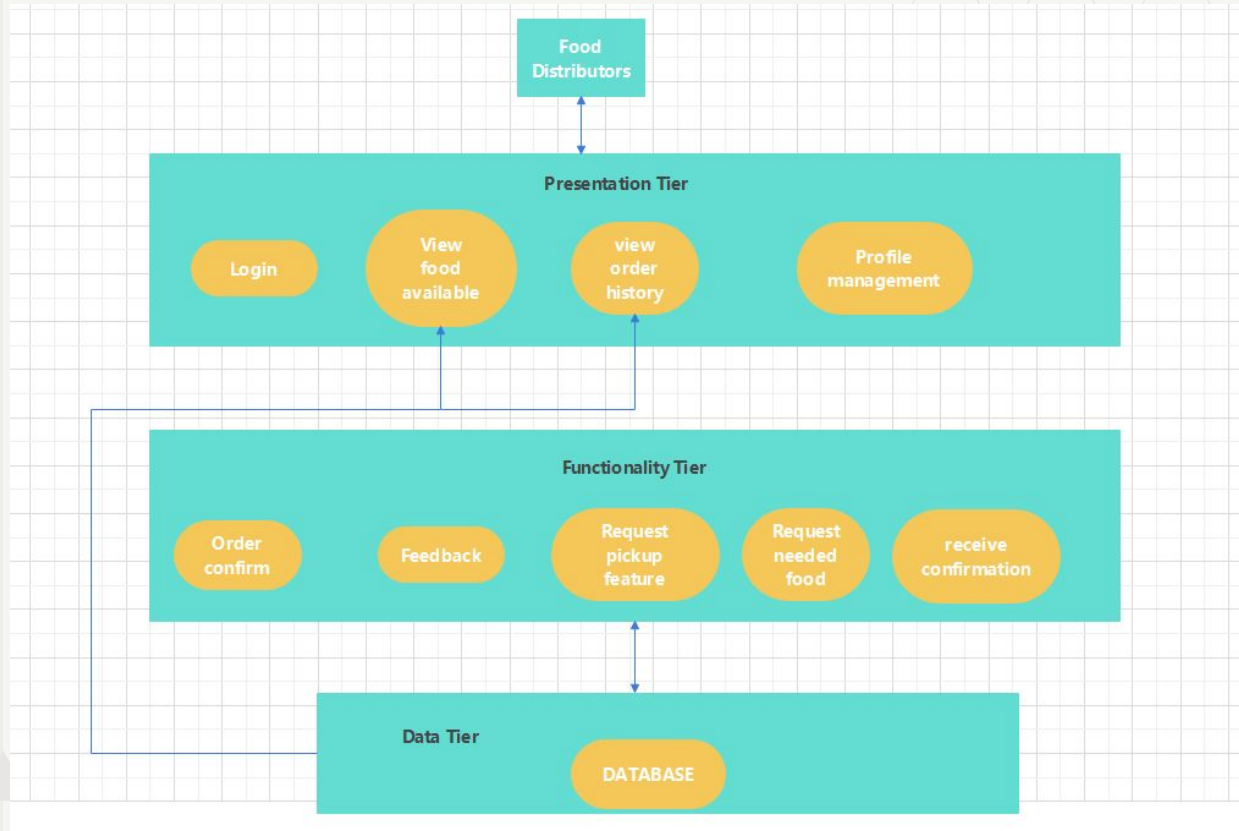 Food
Distributors
Presentation Tier
Login
View
food
available
view
order
history
Profile
management
Functionality Tier
Order
confirm
Feedback
Request
pickup
feature
Request
needed
food
receive
confirmation
Data Tier
DATABASE